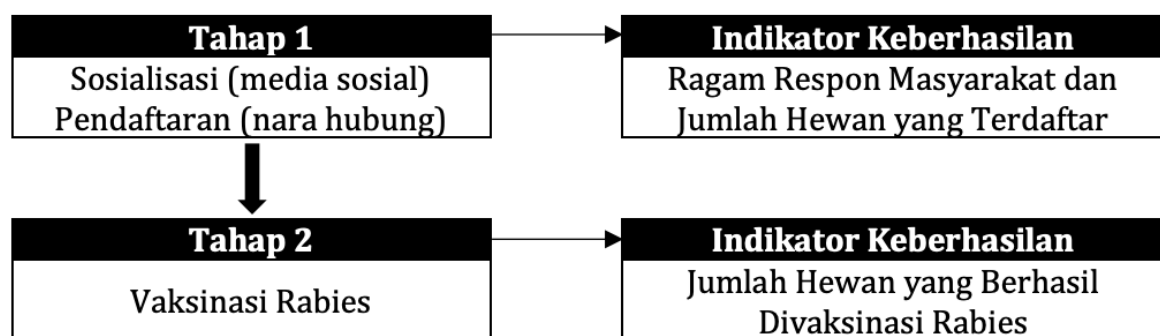 Tahap 1
Sosialisasi (media sosial)
Pendaftaran (nara hubung)
Indikator Keberhasilan
Ragam Respon Masyarakat dan
Jumlah Hewan yang Terdaftar
Tahap 2
Vaksinasi Rabies
Indikator Keberhasilan
Jumlah Hewan yang Berhasil
Divaksinasi Rabies